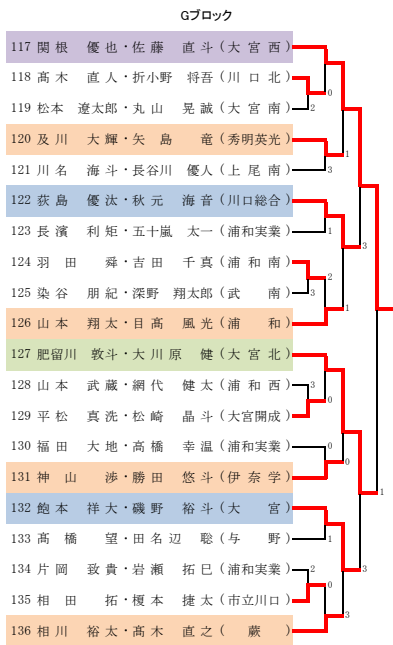 Gブロック
117 関根 優也・佐藤 直斗(大宮西)
118 髙木 直人・折小野 将吾(川口北)
0
119 松本 遼太郎・丸山 晃誠(大宮南)
2
120 及川 大輝・矢島 竜(秀明英光)
1
121 川名 海斗・長谷川 優人(上尾南)
3
122 荻島 優汰・秋元 海音(川口総合)
123 長濱 利矩・五十嵐 太一(浦和実業)
1
3
124 羽田 舜・吉田 千真(浦和南)
2
125 染谷 朋紀・深野 翔太郎(武南)
3
1
126 山本 翔太・目髙 風光(浦和)
127 肥留川 敦斗・大川原 健(大宮北)
128 山本 武蔵・網代 健太(浦和西)
3
0
129 平松 真洸・松崎 晶斗(大宮開成)
130 福田 大地・高橋 幸温(浦和実業)
0
0
131 神山 渉・勝田 悠斗(伊奈学)
1
132 飽本 祥大・磯野 裕斗(大宮)
133 髙橋 望・田名辺 聡(与野)
1
134 片岡 致貴・岩瀬 拓巳(浦和実業)
2
3
0
135 相田 拓・榎本 捷太(市立川口)
3
136 相川 裕太・髙木 直之(蕨)